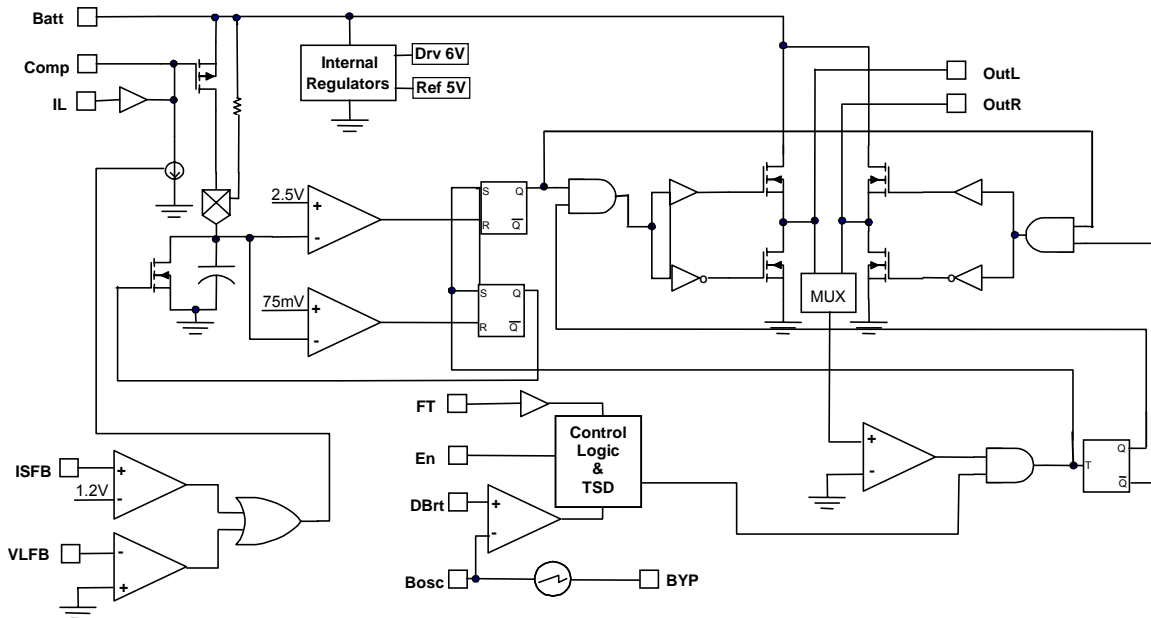 Batt
Comp
IL
Internal
Regulators
Drv 6V
Ref 5V
OutL
OutR
2.5V
+
-
S
Q
R
Q
75mV
+
-
S
Q
R
Q
MUX
FT
En
Control
Logic
&
TSD
DBrt
+
-
Bosc
BYP
+
-
T
Q
Q
ISFB
+
1.2V
-
VLFB
-
+